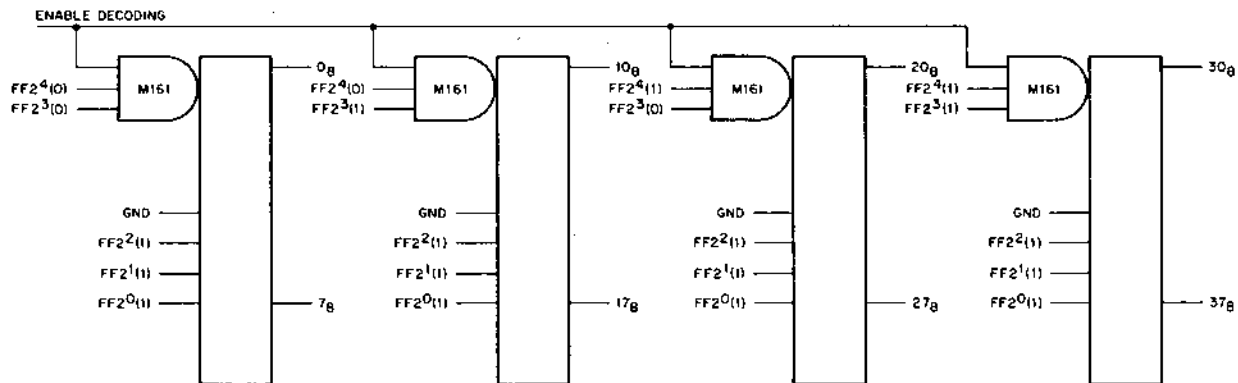 ENABLE DECODING
FF2⁴(0)
FF2³(0)
M161
0₈
GND
FF2²(1)
FF2¹(1)
FF2⁰(1)
7₈
FF2⁴(0)
FF2³(1)
M161
10₈
GND
FF2²(1)
FF2¹(1)
FF2⁰(1)
17₈
FF2⁴(1)
FF2³(0)
M161
20₈
GND
FF2²(1)
FF2¹(1)
FF2⁰(1)
27₈
FF2⁴(1)
FF2³(1)
M161
30₈
GND
FF2²(1)
FF2¹(1)
FF2⁰(1)
37₈